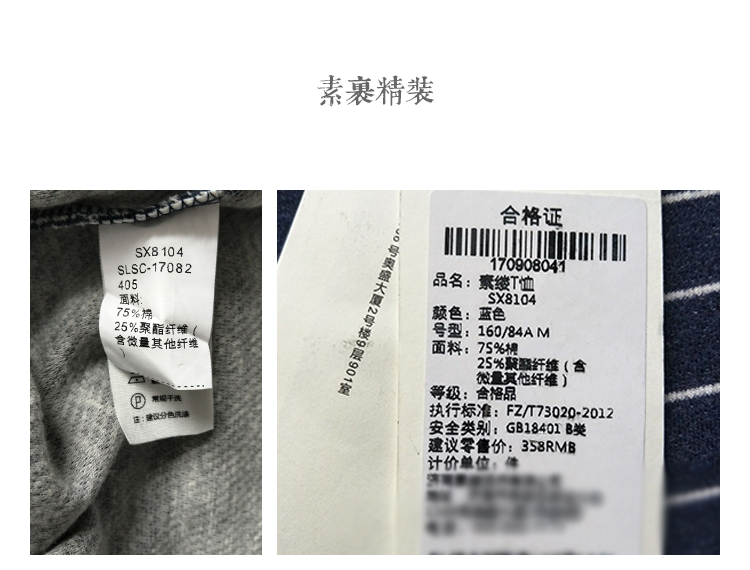 素裹精装
SX8104
SLSC-17082
405
面料:
75%棉
25%聚酯纤维(
含微量其他纤维
)
常规干洗
注:建议分色洗涤
号奥盛大厦2号楼9层901室
合格证
170908041
品名: 素缕T恤
SX8104
颜色: 蓝色
号型: 160/84A M
面料: 75%棉
25%聚酯纤维(含
微量其他纤维)
等级: 合格品
执行标准: FZ/T73020-2012
安全类别: GB18401 B类
建议零售价: 358RMB
计价单位: 件